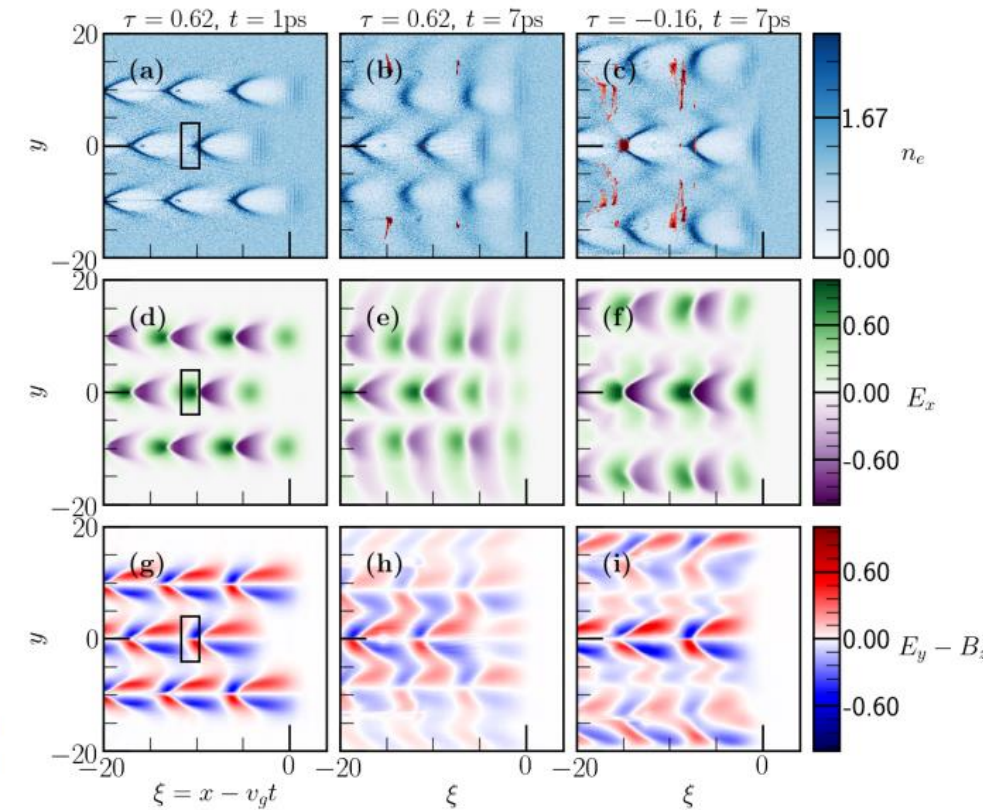 τ = 0.62, t = 1ps τ = 0.62, t = 7ps τ = −0.16, t = 7ps
20
(a) (b) (c)
1.67
y 0 n_e
−20 0.00
20
(d) (e) (f)
0.60
y 0 0.00 E_x
-0.60
−20
20
(g) (h) (i)
0.60
y 0 0.00 E_y − B_z
-0.60
−20
−20 0 −20 0 −20 0
ξ = x − v_g t ξ ξ